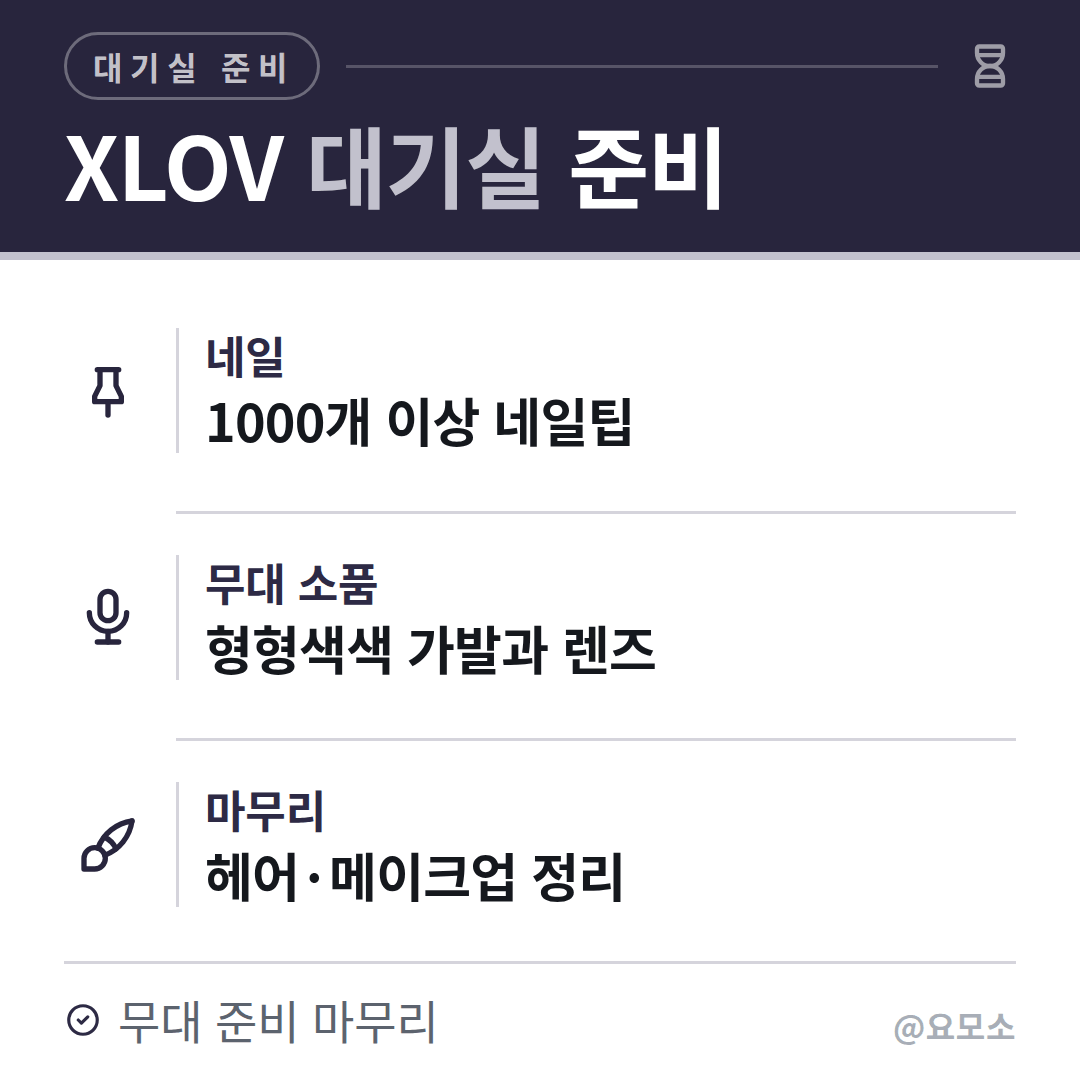 대기실 준비
XLOV 대기실 준비
네일
1000개 이상 네일팁
무대 소품
형형색색 가발과 렌즈
마무리
헤어·메이크업 정리
무대 준비 마무리
@요모소